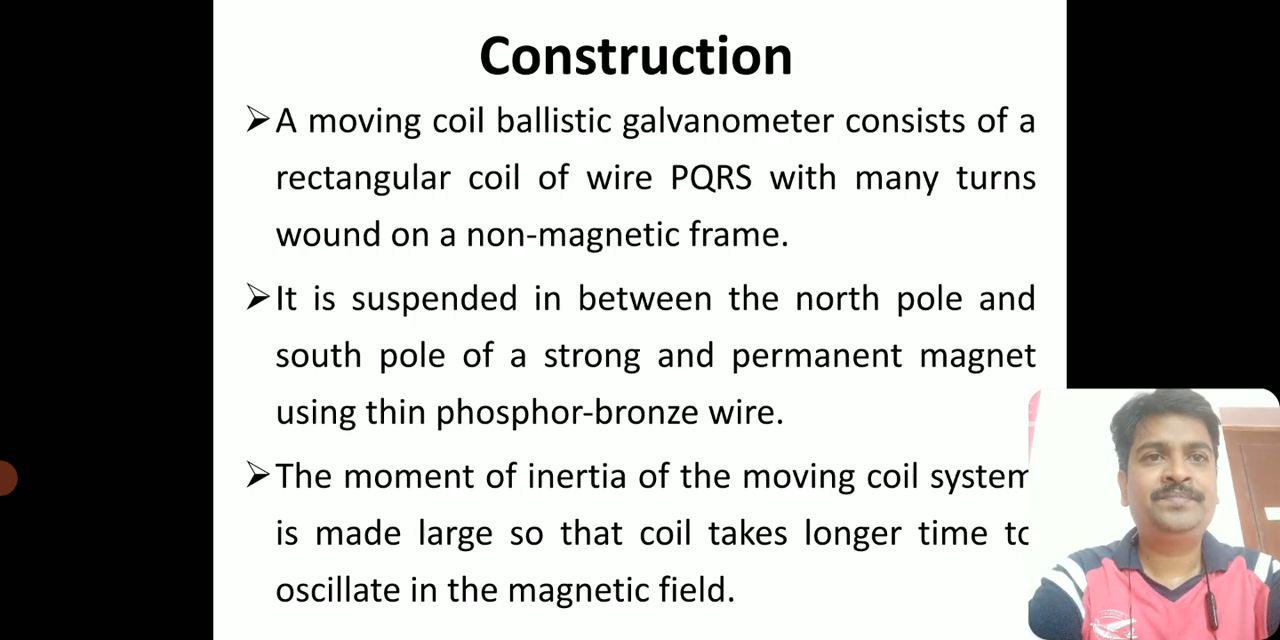 Construction
➢A moving coil ballistic galvanometer consists of a
rectangular coil of wire PQRS with many turns
wound on a non-magnetic frame.
➢It is suspended in between the north pole and
south pole of a strong and permanent magnet
using thin phosphor-bronze wire.
➢The moment of inertia of the moving coil system
is made large so that coil takes longer time to
oscillate in the magnetic field.